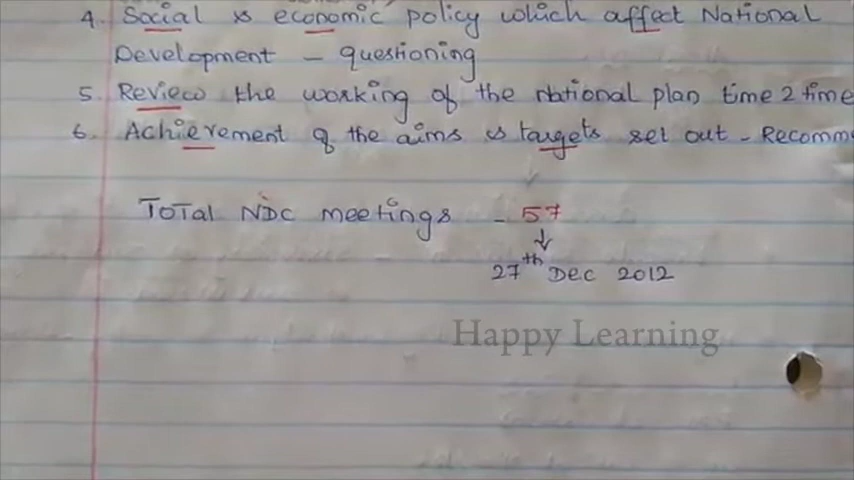 4. Social & economic policy which affect National
Development - questioning
5. Review the working of the national plan time 2 time
6. Achievement of the aims & targets set out - Recomm
Total NDC meetings - 57
↓
27th Dec 2012
Happy Learning